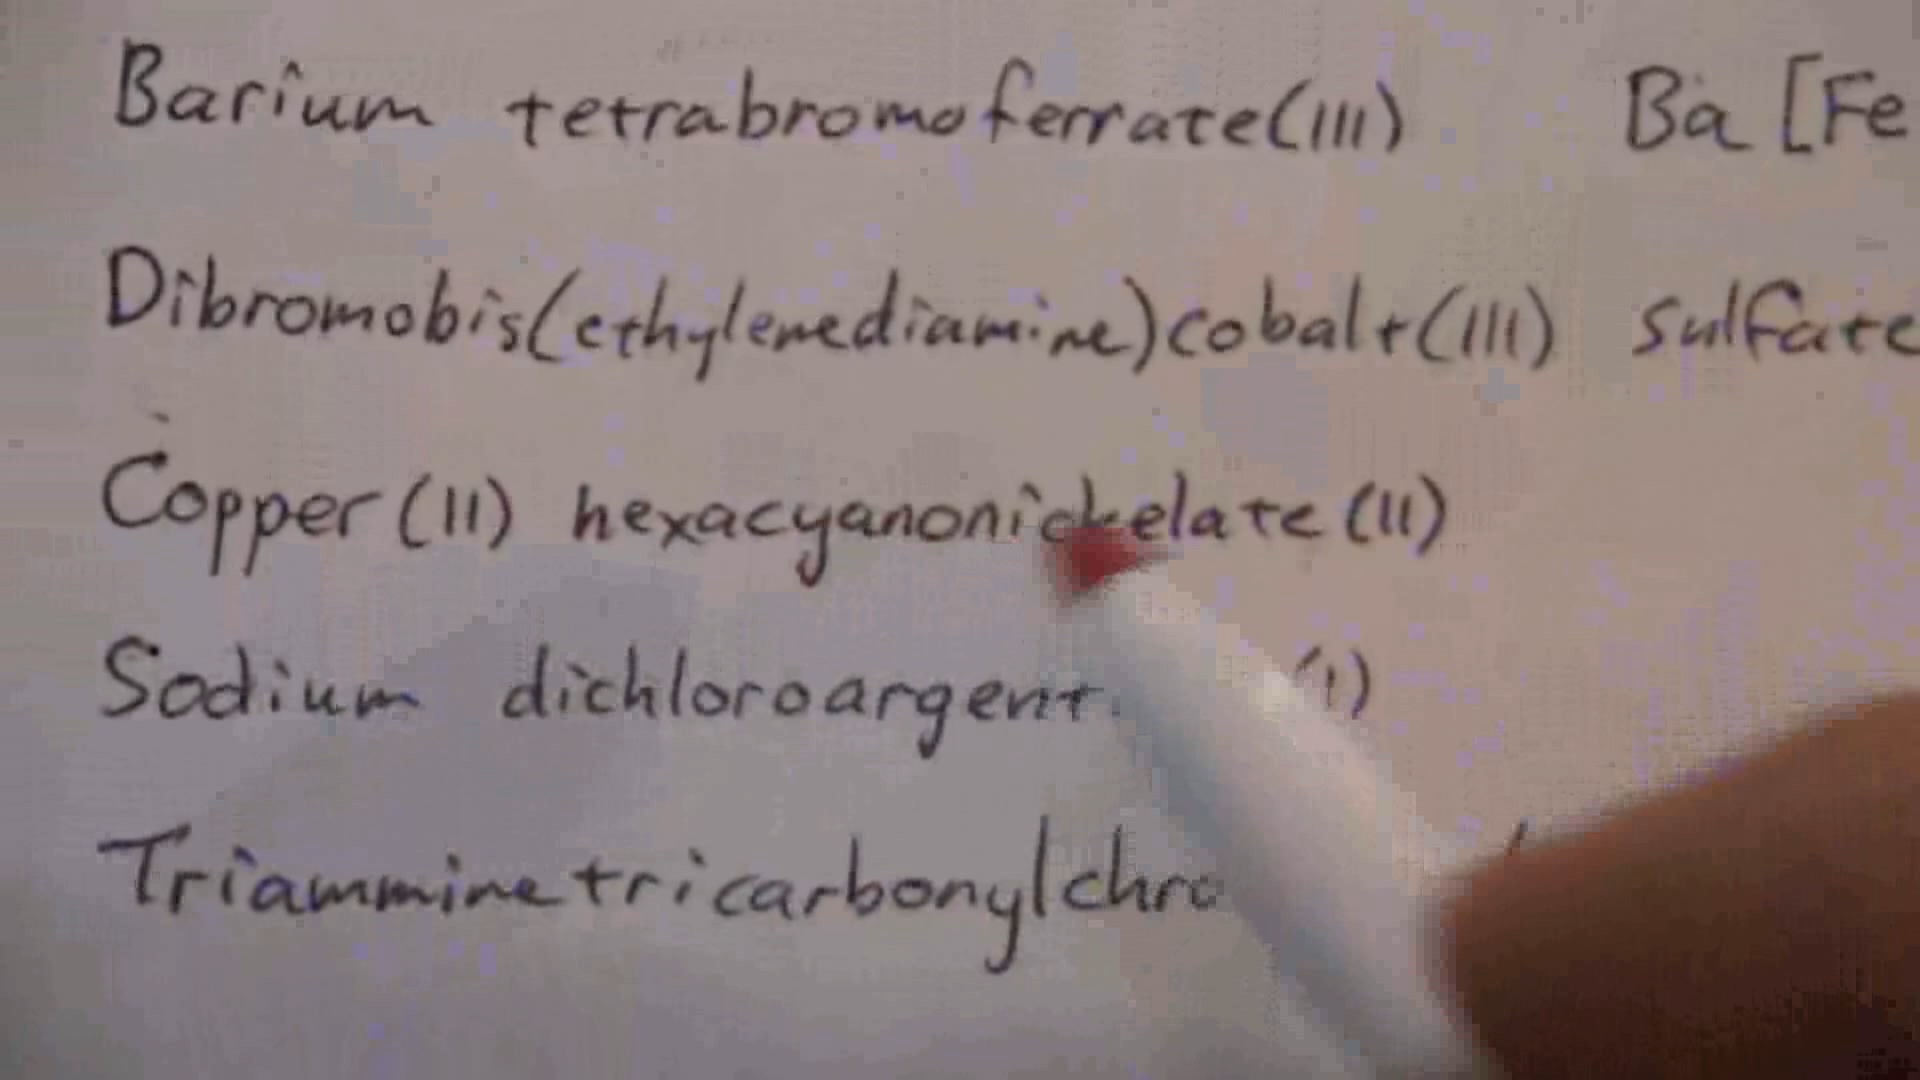 Barium tetrabromoferrate(III) Ba [Fe
Dibromobis(ethylenediamine)cobalt(III) sulfate
Copper(II) hexacyanonickelate(II)
Sodium dichloroargent (I)
Triamminetricarbonylchro